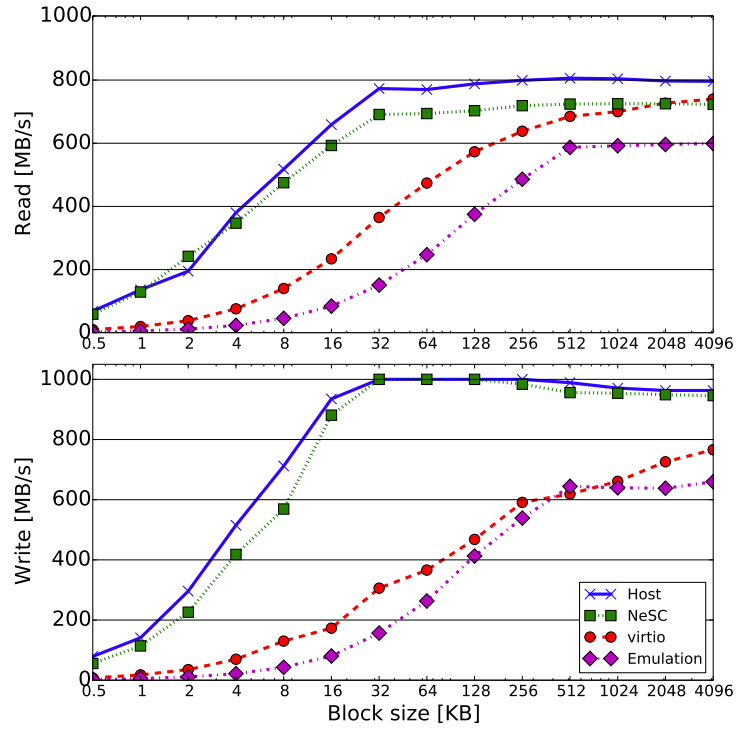 1000
800
600
400
200
0
Read [MB/s]
0.5 1 2 4 8 16 32 64 128 256 512 1024 2048 4096
1000
800
600
400
200
0
Write [MB/s]
Host
NeSC
virtio
Emulation
0.5 1 2 4 8 16 32 64 128 256 512 1024 2048 4096
Block size [KB]